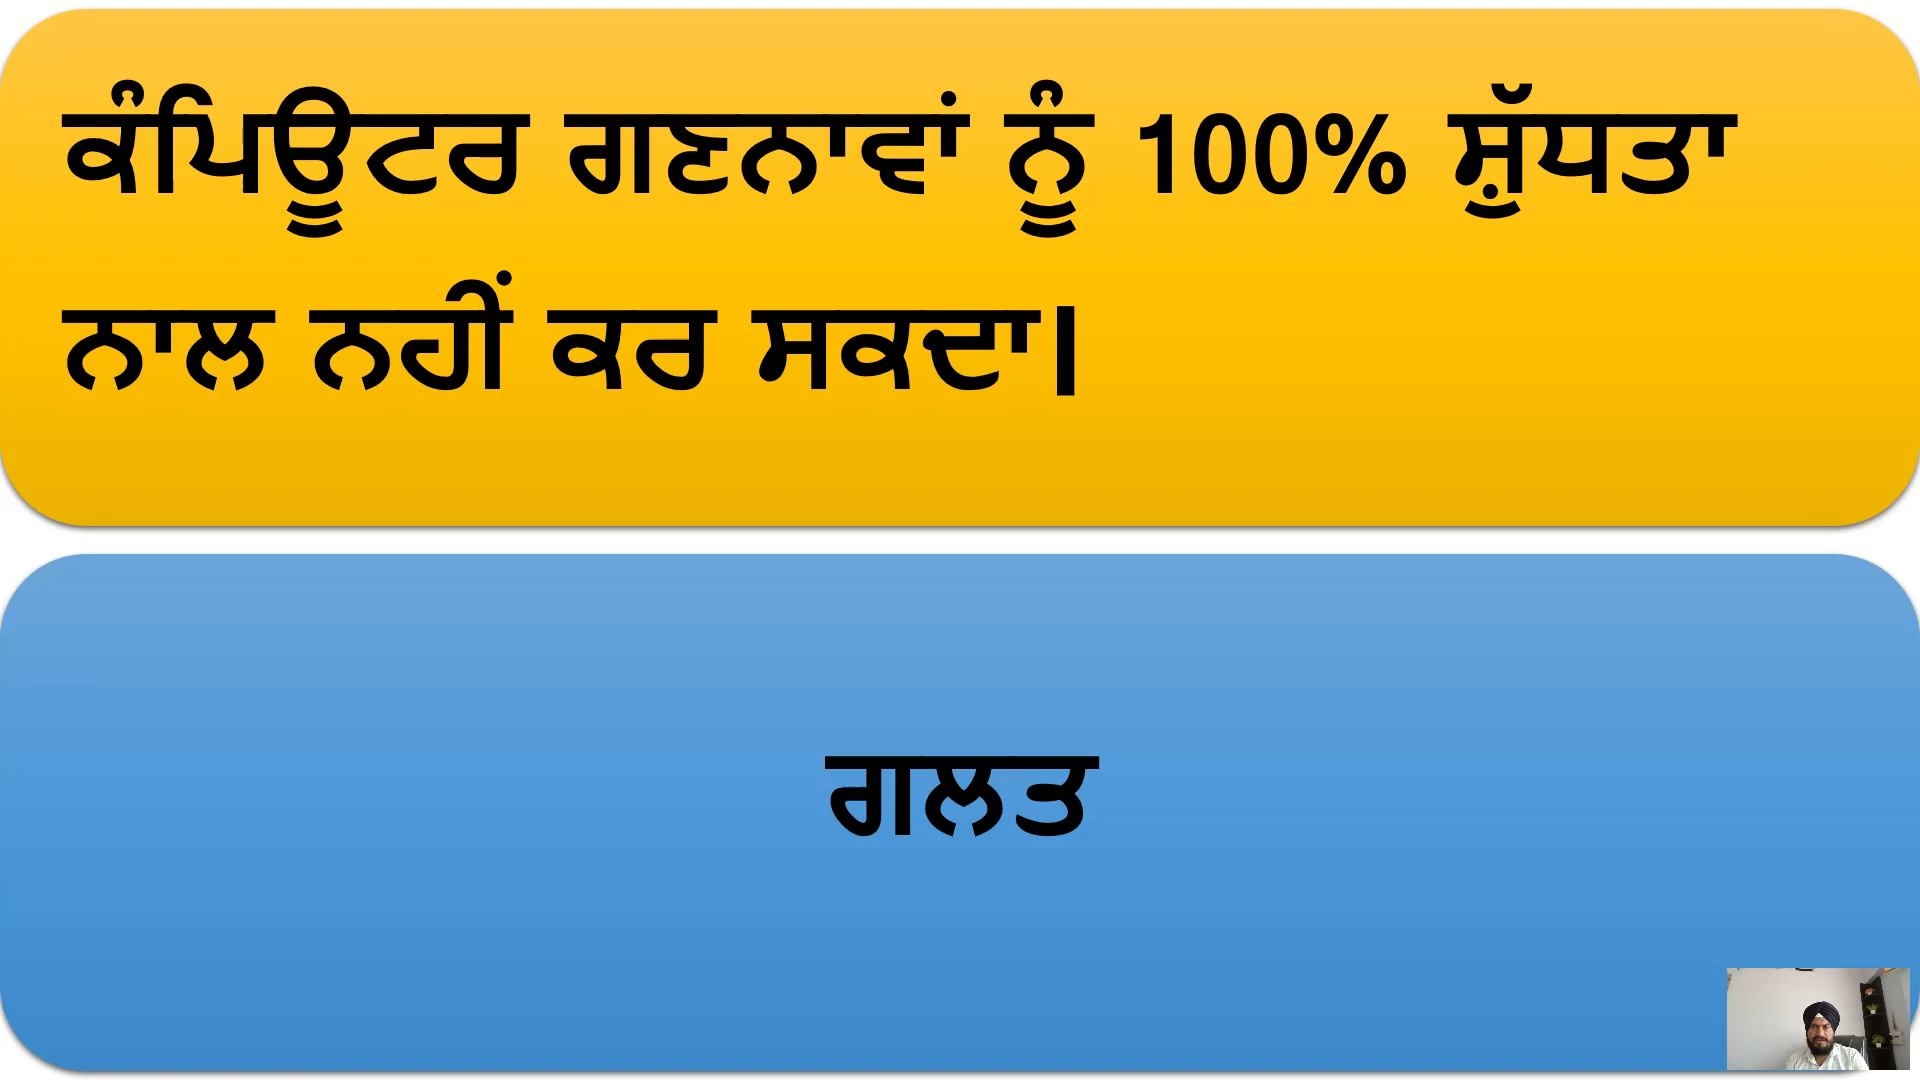 ਕੰਪਿਊਟਰ ਗਣਨਾਵਾਂ ਨੂੰ 100% ਸ਼ੁੱਧਤਾ
ਨਾਲ ਨਹੀਂ ਕਰ ਸਕਦਾ।
ਗਲਤ